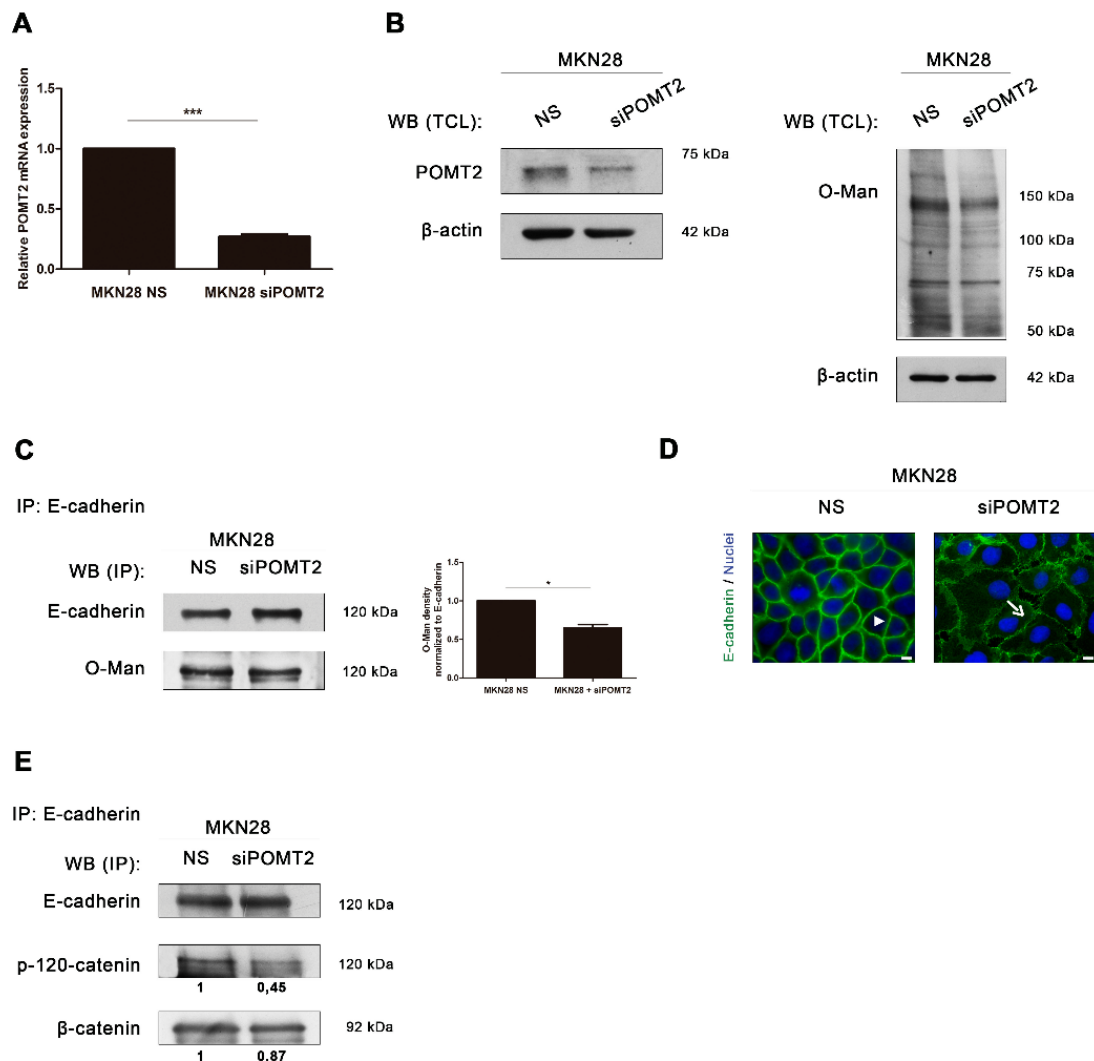 A
Relative POMT2 mRNA expression
1.5
1.0
0.5
0.0
***
MKN28 NS
MKN28 siPOMT2
B
MKN28
WB (TCL):
NS
siPOMT2
75 kDa
POMT2
β-actin
42 kDa
MKN28
WB (TCL):
NS
siPOMT2
O-Man
150 kDa
100 kDa
75 kDa
50 kDa
β-actin
42 kDa
C
IP: E-cadherin
MKN28
WB (IP):
NS
siPOMT2
E-cadherin
120 kDa
O-Man
120 kDa
O-Man density
normalized to E-cadherin
1.5
1.0
0.5
0.0
*
MKN28 NS
MKN28 + siPOMT2
D
MKN28
NS
siPOMT2
E-cadherin / Nuclei
E
IP: E-cadherin
MKN28
WB (IP):
NS
siPOMT2
E-cadherin
120 kDa
p-120-catenin
120 kDa
1
0,45
β-catenin
92 kDa
1
0.87